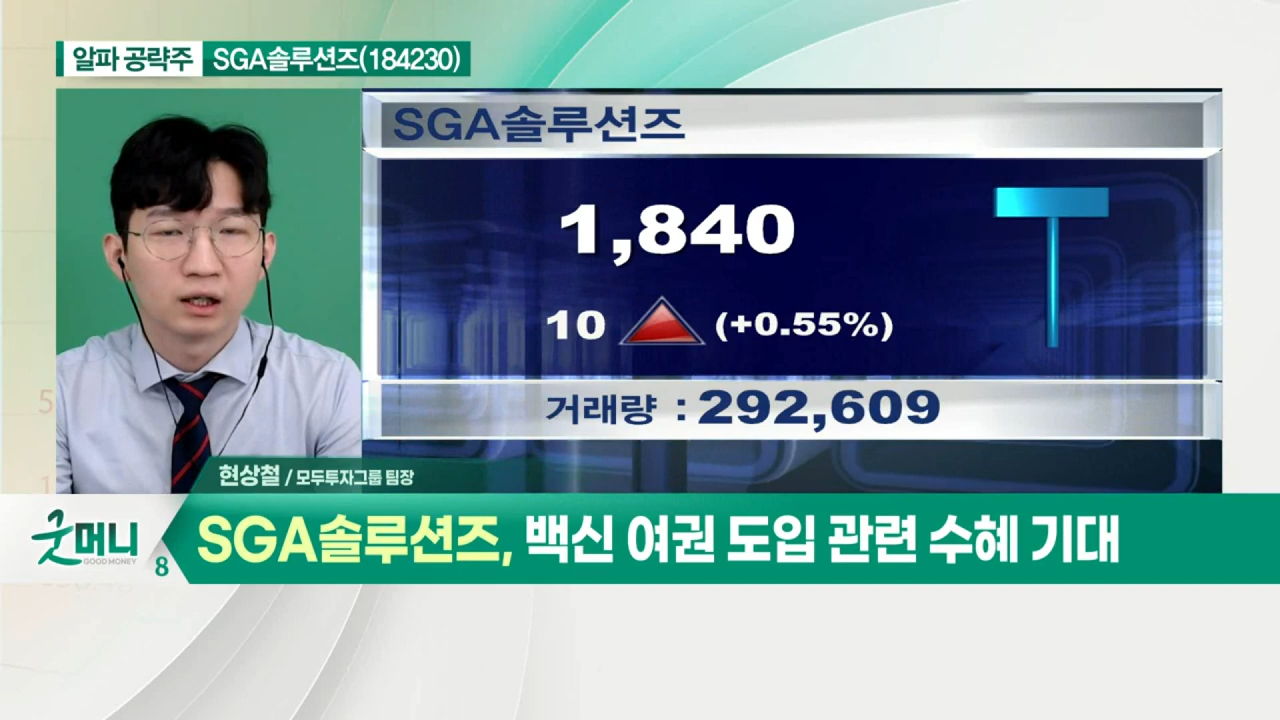 알파 공략주 SGA솔루션즈(184230)
SGA솔루션즈
1,840
10 (+0.55%)
거래량 : 292,609
현상철 / 모두투자그룹 팀장
굿머니
GOOD MONEY
8
SGA솔루션즈, 백신 여권 도입 관련 수혜 기대